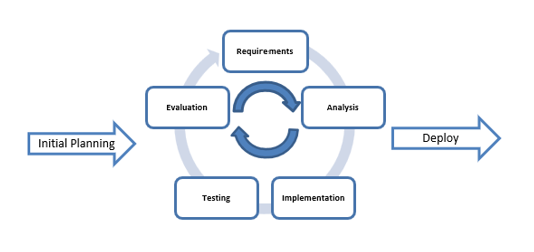 Requirements
Evaluation
Analysis
Initial Planning
Deploy
Testing
Implementation